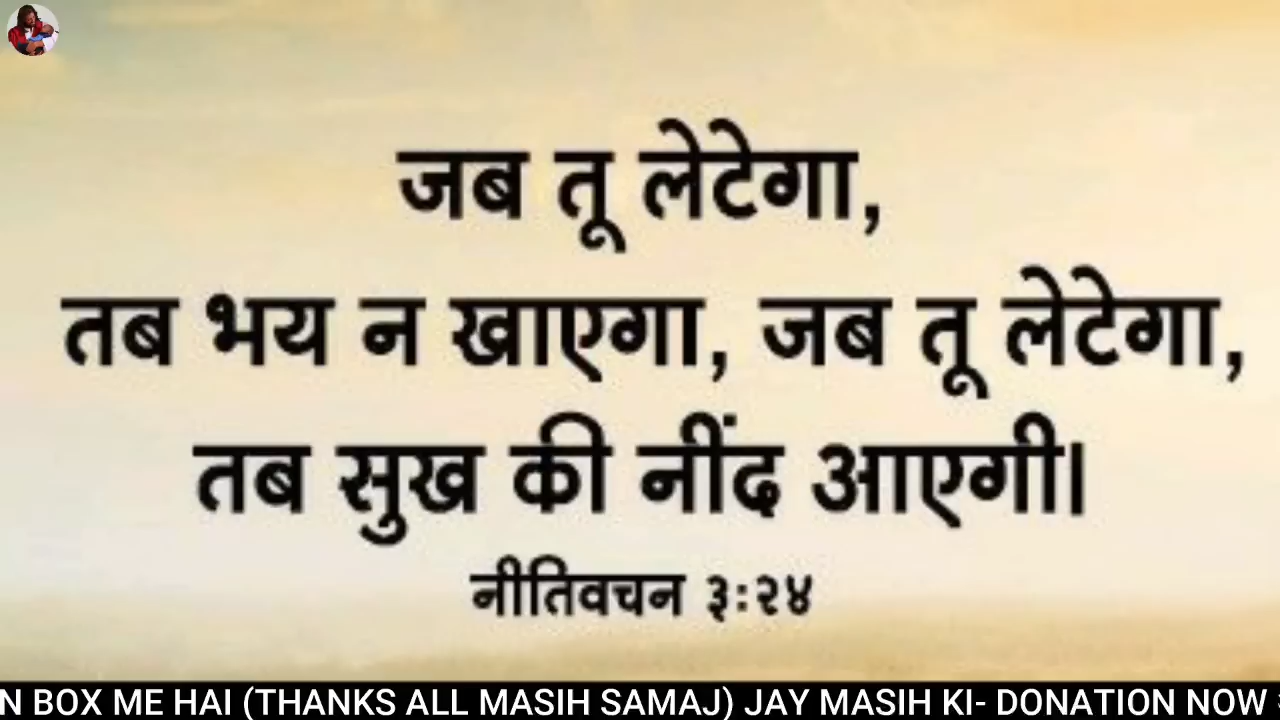 जब तू लेटेगा,
तब भय न खाएगा, जब तू लेटेगा,
तब सुख की नींद आएगी।
नीतिवचन ३:२४
N BOX ME HAI (THANKS ALL MASIH SAMAJ) JAY MASIH KI- DONATION NOW